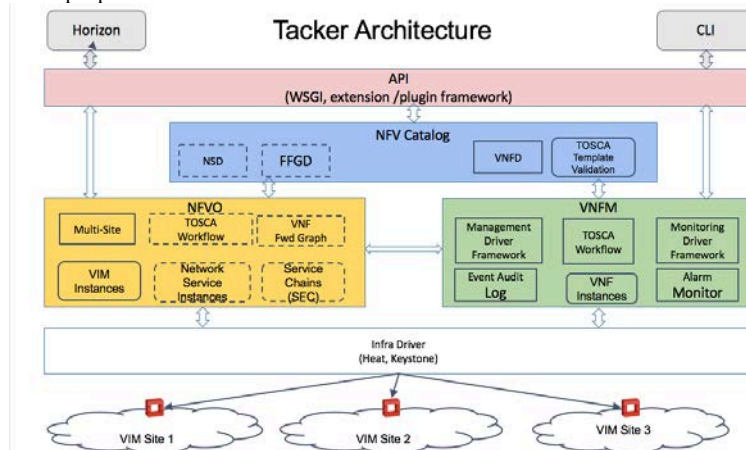 Horizon
Tacker Architecture
CLI
API
(WSGI, extension /plugin framework)
NFV Catalog
NSD
FFGD
VNFD
TOSCA
Template
Validation
NFVO
Multi-Site
TOSCA
Workflow
VNF
Fwd Graph
VIM
Instances
Network
Service
Instances
Service
Chains
(SEC)
VNFM
Management
Driver
Framework
TOSCA
Workflow
Monitoring
Driver
Framework
Event Audit
Log
VNF
Instances
Alarm
Monitor
Infra Driver
(Heat, Keystone)
VIM Site 1
VIM Site 2
VIM Site 3